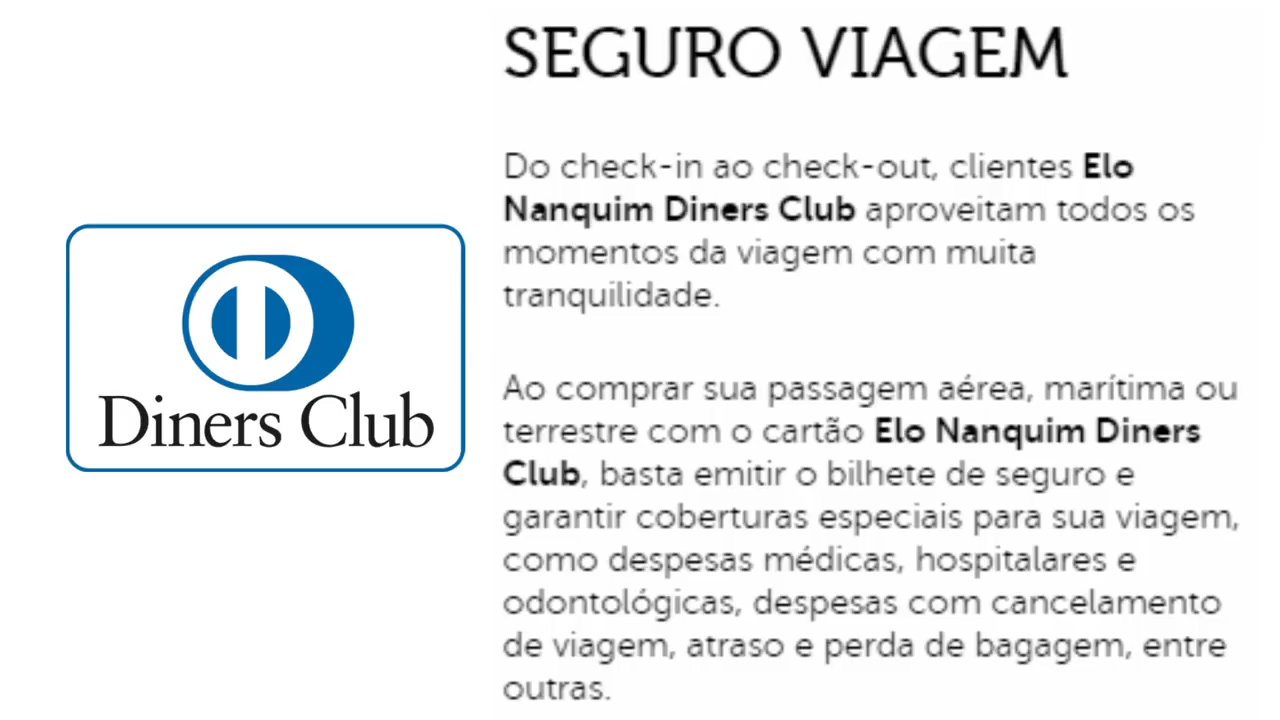 SEGURO VIAGEM
Do check-in ao check-out, clientes Elo
Nanquim Diners Club aproveitam todos os
momentos da viagem com muita
tranquilidade.
Ao comprar sua passagem aérea, marítima ou
terrestre com o cartão Elo Nanquim Diners
Club, basta emitir o bilhete de seguro e
garantir coberturas especiais para sua viagem,
como despesas médicas, hospitalares e
odontológicas, despesas com cancelamento
de viagem, atraso e perda de bagagem, entre
outras.
Diners Club